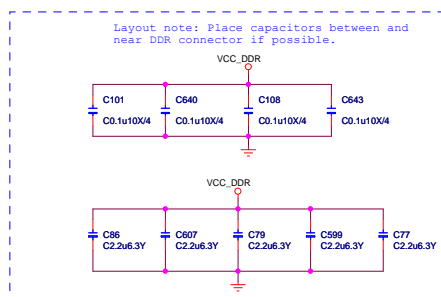 Layout note: Place capacitors between and
near DDR connector if possible.
VCC_DDR
C101 C640 C108 C643
C0.1u10X/4 C0.1u10X/4 C0.1u10X/4 C0.1u10X/4
VCC_DDR
C86 C607 C79 C599 C77
C2.2u6.3Y C2.2u6.3Y C2.2u6.3Y C2.2u6.3Y C2.2u6.3Y